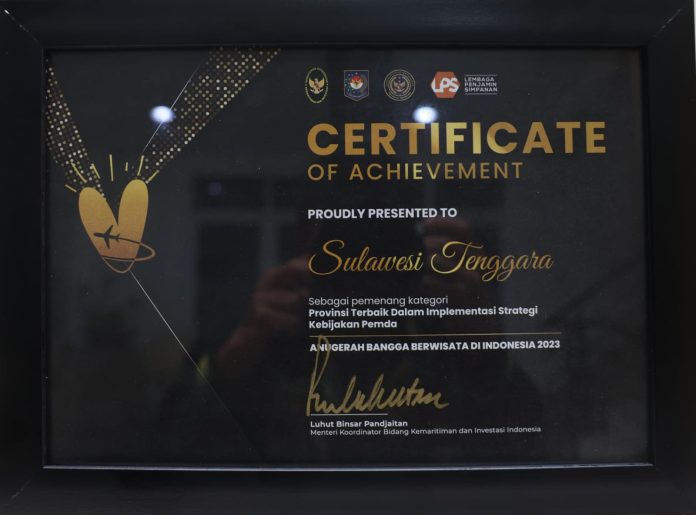 LPS
LEMBAGA
PENJAMIN
SIMPANAN
CERTIFICATE
OF ACHIEVEMENT
PROUDLY PRESENTED TO
Sulawesi Tenggara
Sebagai pemenang kategori
Provinsi Terbaik Dalam Implementasi Strategi
Kebijakan Pemda
ANUGERAH BANGGA BERWISATA DI INDONESIA 2023
Luhut Binsar Pandjaitan
Menteri Koordinator Bidang Kemaritiman dan Investasi Indonesia